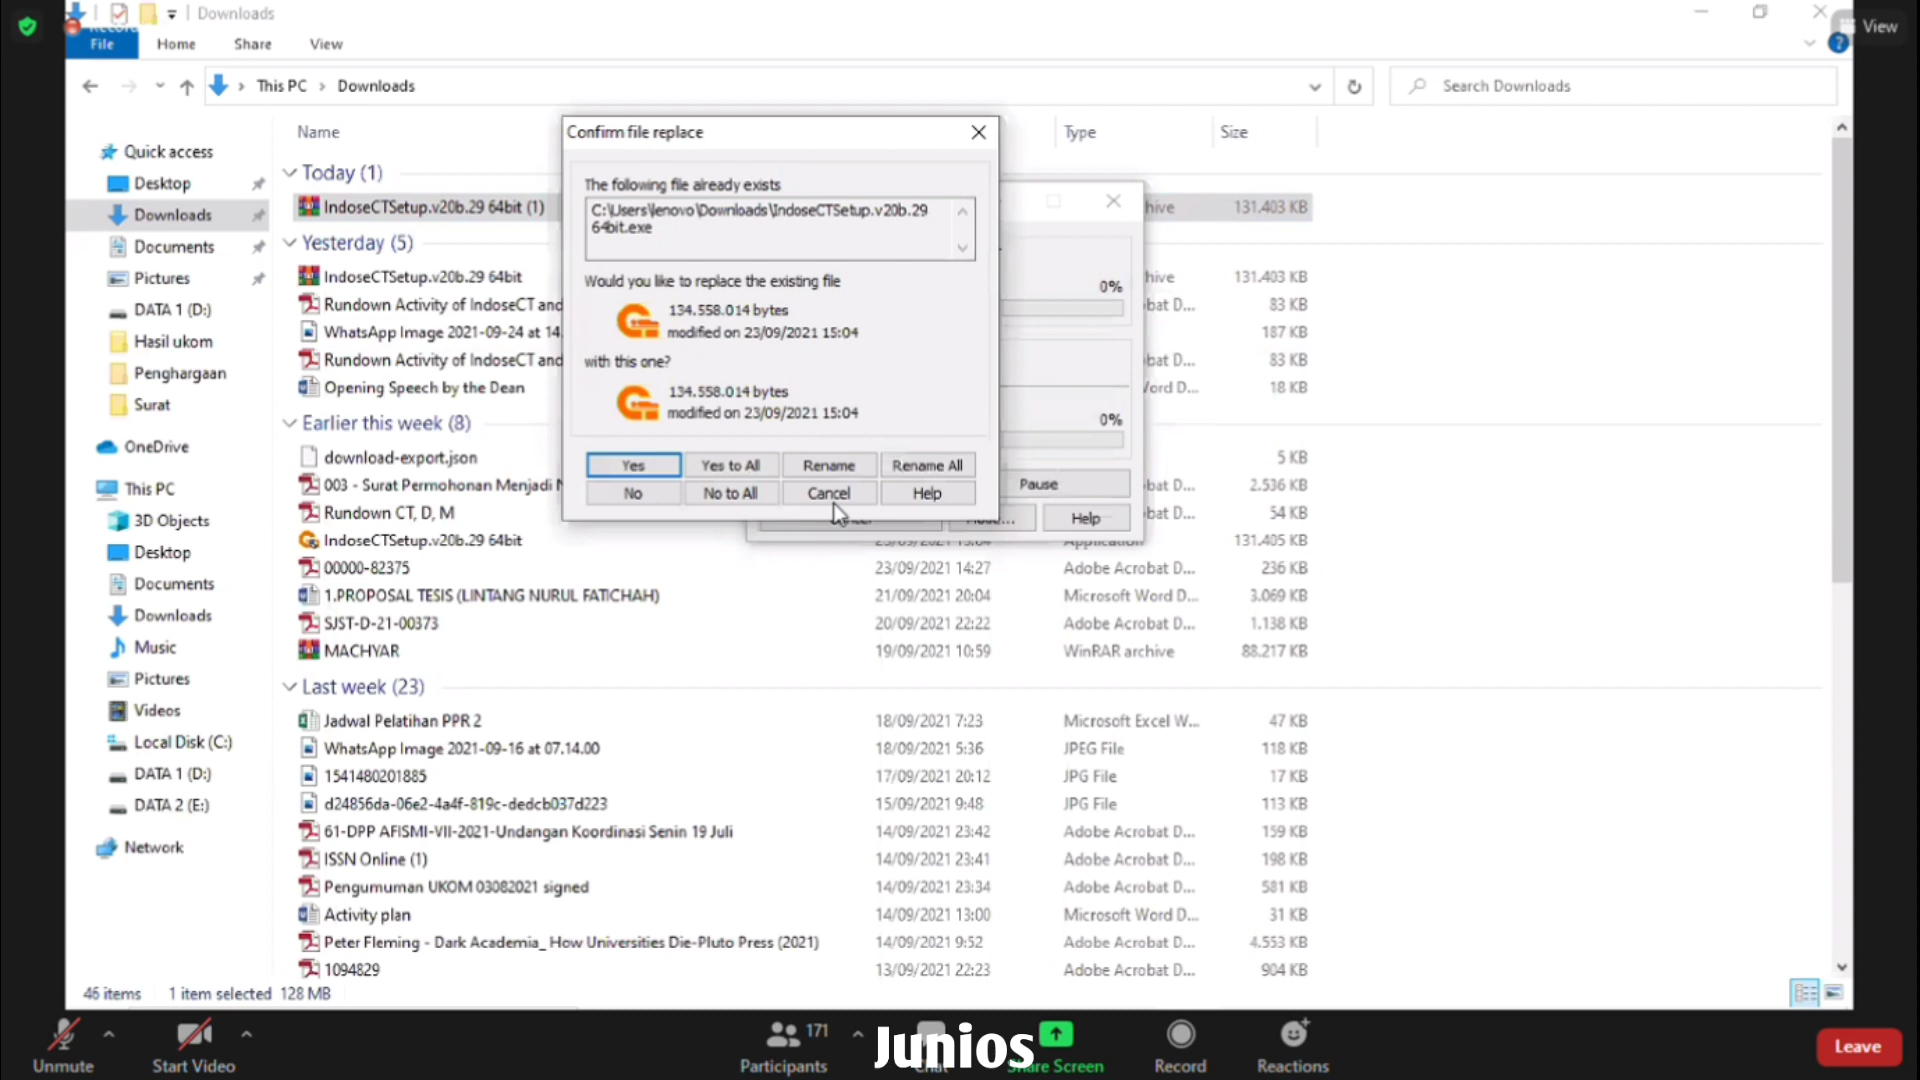 Downloads
View
File Home Share View
This PC Downloads
Search Downloads
Name Type Size
Quick access
Desktop
Downloads
Documents
Pictures
DATA 1 (D:)
Hasil ukom
Penghargaan
Surat
OneDrive
This PC
3D Objects
Desktop
Documents
Downloads
Music
Pictures
Videos
Local Disk (C:)
DATA 1 (D:)
DATA 2 (E:)
Network
Today (1)
IndoseCTSetup.v20b.29 64bit (1) hive 131.403 KB
Yesterday (5)
IndoseCTSetup.v20b.29 64bit hive 131.403 KB
Rundown Activity of IndoseCT and bat D... 83 KB
WhatsApp Image 2021-09-24 at 14. 187 KB
Rundown Activity of IndoseCT and bat D... 83 KB
Opening Speech by the Dean Word D... 18 KB
Earlier this week (8)
download-export.json 5 KB
003 - Surat Permohonan Menjadi bat D... 2.536 KB
Rundown CT, D, M bat D... 54 KB
IndoseCTSetup.v20b.29 64bit 23/09/2021 15:04 Application 131.405 KB
00000-82375 23/09/2021 14:27 Adobe Acrobat D... 236 KB
1.PROPOSAL TESIS (LINTANG NURUL FATICHAH) 21/09/2021 20:04 Microsoft Word D... 3.069 KB
SJST-D-21-00373 20/09/2021 22:22 Adobe Acrobat D... 1.138 KB
MACHYAR 19/09/2021 10:59 WinRAR archive 88.217 KB
Last week (23)
Jadwal Pelatihan PPR 2 18/09/2021 7:23 Microsoft Excel W... 47 KB
WhatsApp Image 2021-09-16 at 07.14.00 18/09/2021 5:36 JPEG File 118 KB
1541480201885 17/09/2021 20:12 JPG File 17 KB
d24856da-06e2-4a4f-819c-dedcb037d223 15/09/2021 9:48 JPG File 113 KB
61-DPP AFISMI-VII-2021-Undangan Koordinasi Senin 19 Juli 14/09/2021 23:42 Adobe Acrobat D... 159 KB
ISSN Online (1) 14/09/2021 23:41 Adobe Acrobat D... 198 KB
Pengumuman UKOM 03082021 signed 14/09/2021 23:34 Adobe Acrobat D... 581 KB
Activity plan 14/09/2021 13:00 Microsoft Word D... 31 KB
Peter Fleming - Dark Academia_ How Universities Die-Pluto Press (2021) 14/09/2021 9:52 Adobe Acrobat D... 4.553 KB
1094829 13/09/2021 22:23 Adobe Acrobat D... 904 KB
Confirm file replace
The following file already exists
C:\Users\lenovo\Downloads\IndoseCTSetup.v20b.29
64bit.exe
Would you like to replace the existing file
134.558.014 bytes
modified on 23/09/2021 15:04
with this one?
134.558.014 bytes
modified on 23/09/2021 15:04
Yes Yes to All Rename Rename All
No No to All Cancel Help
0%
0%
Pause
Help
46 items 1 item selected 128 MB
171
Unmute Start Video Participants Share Screen Record Reactions Leave
Junios